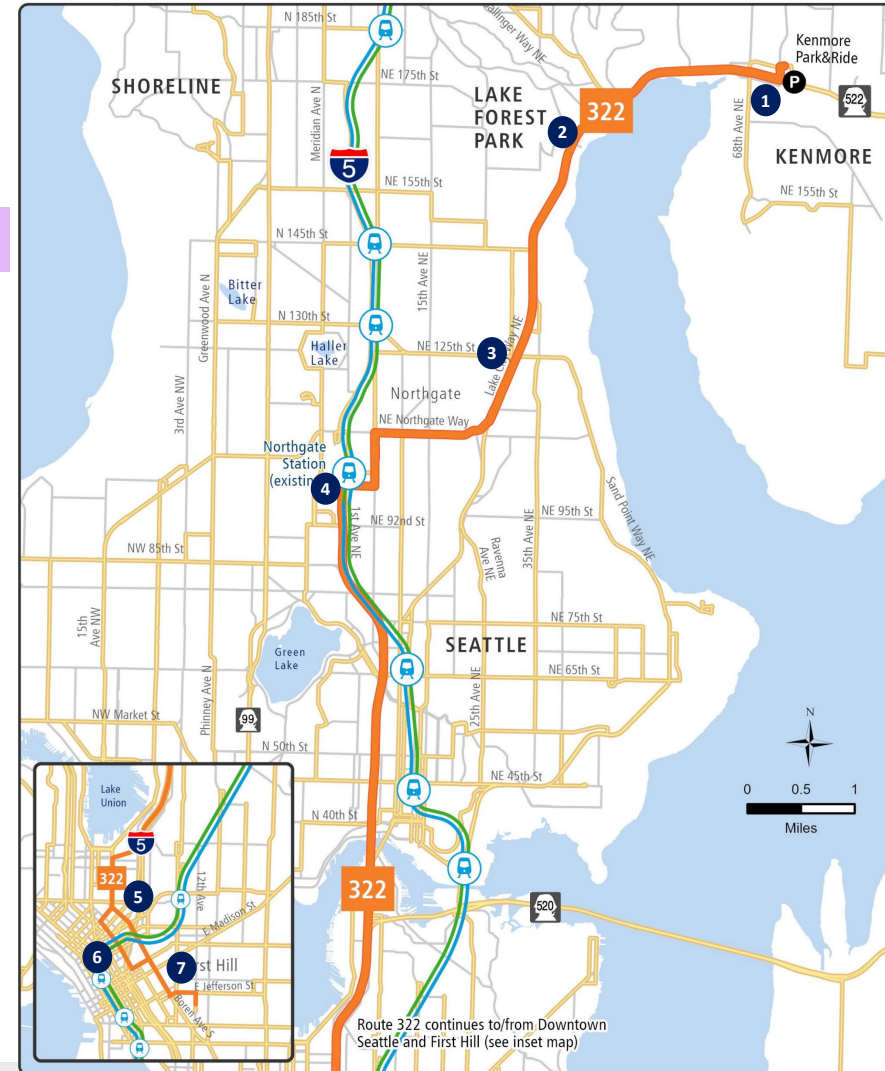 N 185th St
NE 175th St
SHORELINE
Meridian Ave N
LAKE
FOREST
PARK
322
2
Kenmore
Park&Ride
P
1
522
68th Ave NE
KENMORE
NE 155th St
5
NE 155th St
N 145th St
15th Ave NE
Bitter
Lake
Greenwood Ave N
N 130th St
Haller
Lake
NE 125th St
3
Northgate
NE Northgate Way
3rd Ave NW
Northgate
Station
4
1st Ave NE
NE 92nd St
NE 95th St
Sand Point Way NE
Ravenna
Ave NE
35th Ave NE
NW 85th St
15th
Ave NW
Green
Lake
NE 75th St
SEATTLE
NE 65th St
25th Ave NE
Phinney Ave N
99
NW Market St
N 50th St
NE 45th St
N 40th St
N
0 0.5 1
Miles
322
520
Lake
Union
5
322
5
12th Ave
E Madison St
6
7
Hill
E Jefferson St
Boren Ave S
Route 322 continues to/from Downtown
Seattle and First Hill (see inset map)